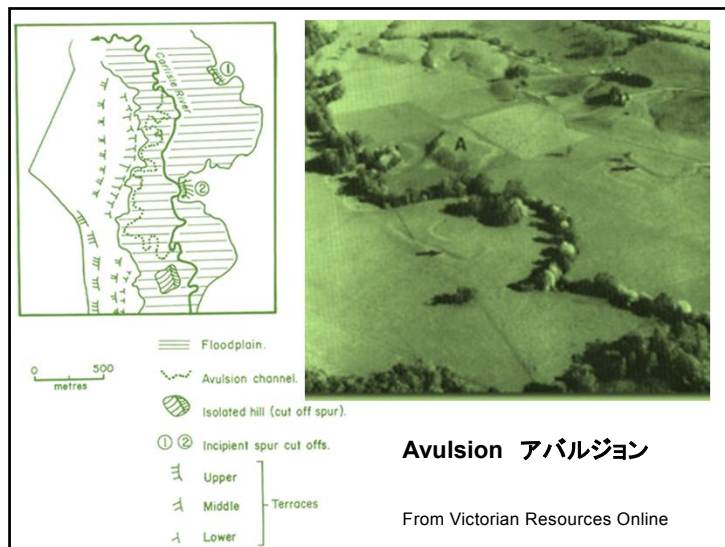 Carlisle River
①
②
A
0 500
metres
Floodplain.
Avulsion channel.
Isolated hill (cut off spur).
① ② Incipient spur cut offs.
Upper
Middle
Lower
Terraces
Avulsion アバルジョン
From Victorian Resources Online